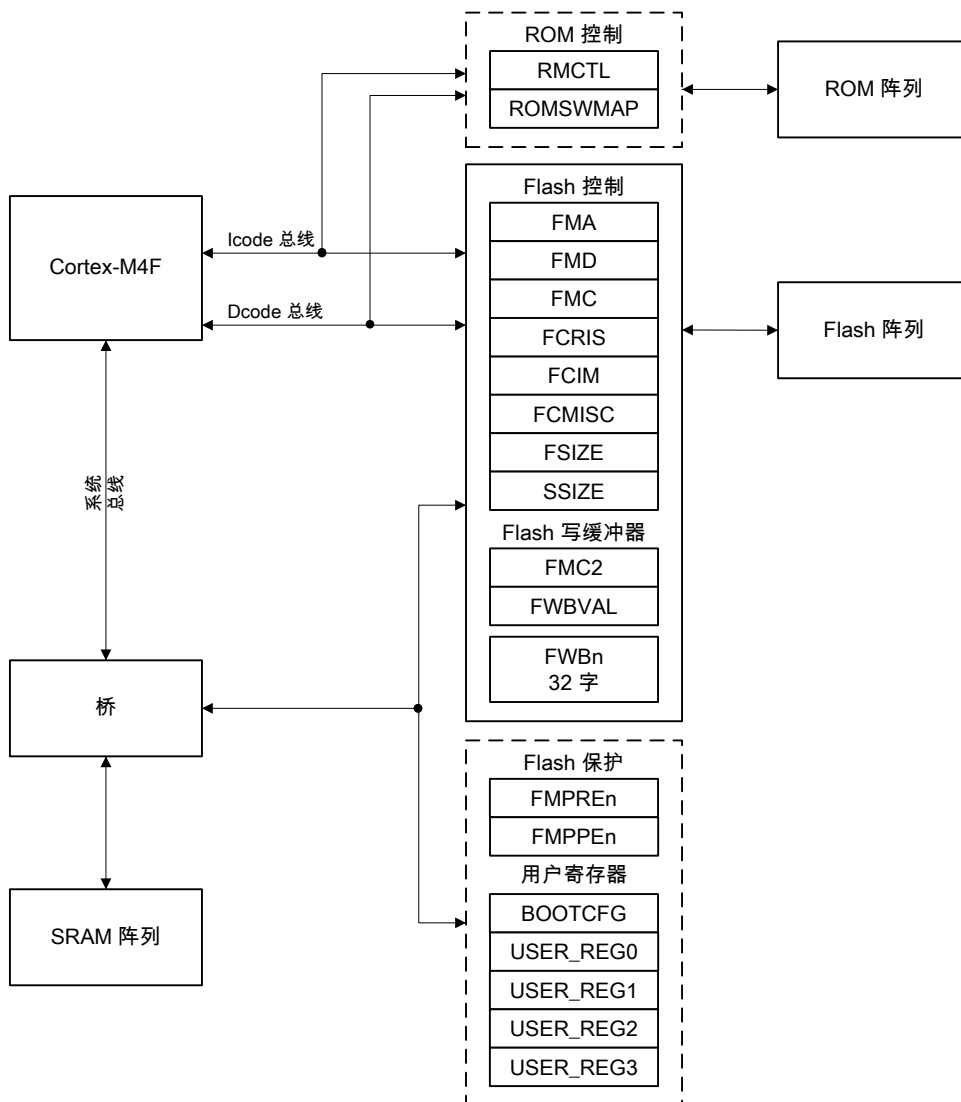 ROM 控制
RMCTL
ROMSWMAP
ROM 阵列
Flash 控制
FMA
FMD
FMC
FCRIS
FCIM
FCMISC
FSIZE
SSIZE
Flash 写缓冲器
FMC2
FWBVAL
FWBn
32 字
Cortex-M4F
Icode 总线
Dcode 总线
Flash 阵列
系统
总线
桥
SRAM 阵列
Flash 保护
FMPREn
FMPPEn
用户寄存器
BOOTCFG
USER_REG0
USER_REG1
USER_REG2
USER_REG3